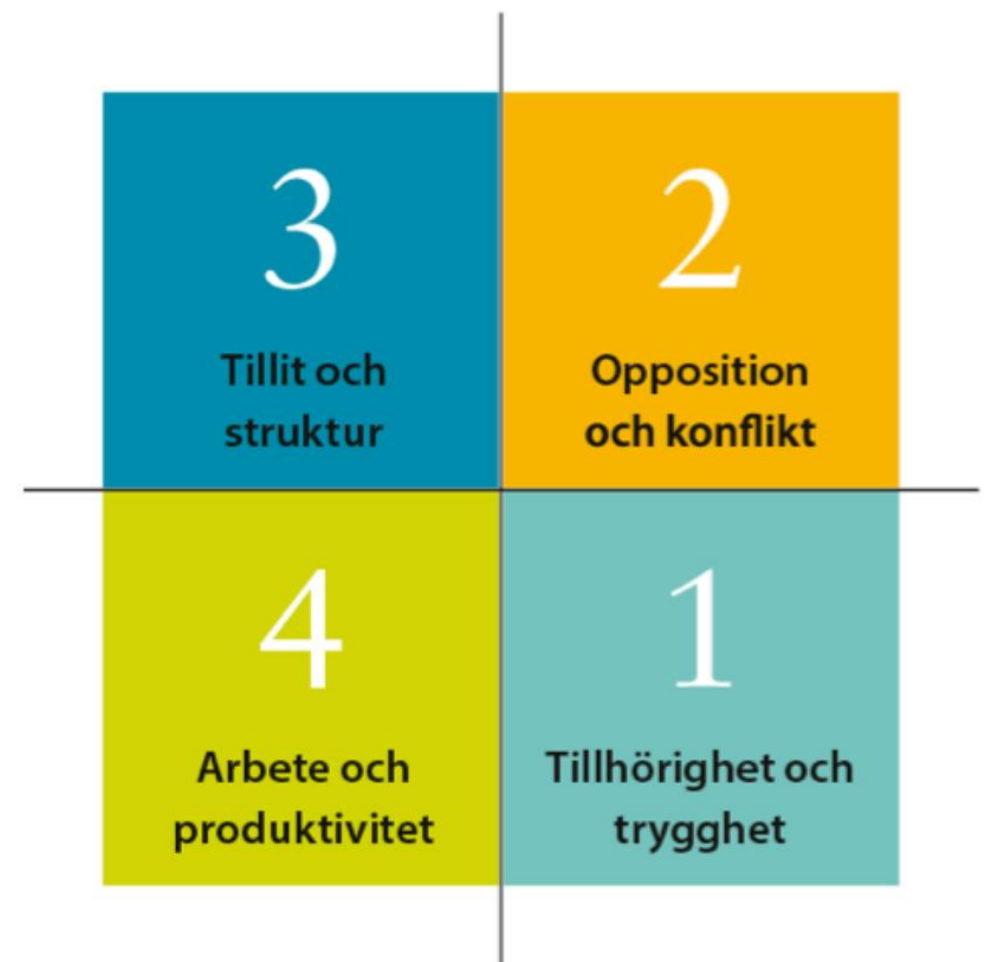 3
Tillit och
struktur
2
Opposition
och konflikt
4
Arbete och
produktivitet
1
Tillhörighet och
trygghet